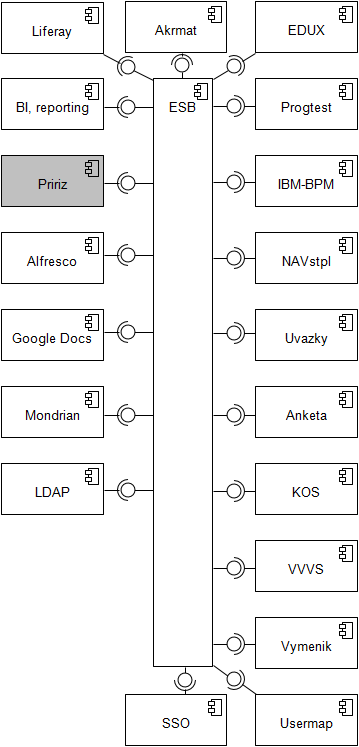 Liferay
Akrmat
EDUX
BI, reporting
ESB
Progtest
Pririz
IBM-BPM
Alfresco
NAVstpl
Google Docs
Uvazky
Mondrian
Anketa
LDAP
KOS
VVVS
Vymenik
SSO
Usermap